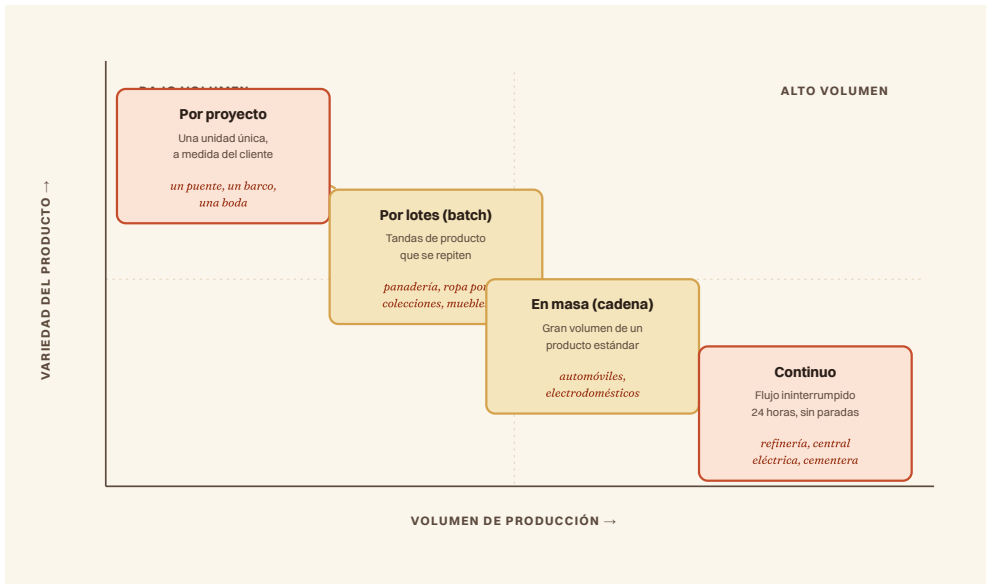 ALTO VOLUMEN
Por proyecto
Una unidad única,
a medida del cliente
un puente, un barco,
una boda
Por lotes (batch)
Tandas de producto
que se repiten
panadería, ropa por
colecciones, mueble
En masa (cadena)
Gran volumen de un
producto estándar
automóviles,
electrodomésticos
Continuo
Flujo ininterrumpido
24 horas, sin paradas
refinería, central
eléctrica, cementera
VARIEDAD DEL PRODUCTO →
VOLUMEN DE PRODUCCIÓN →